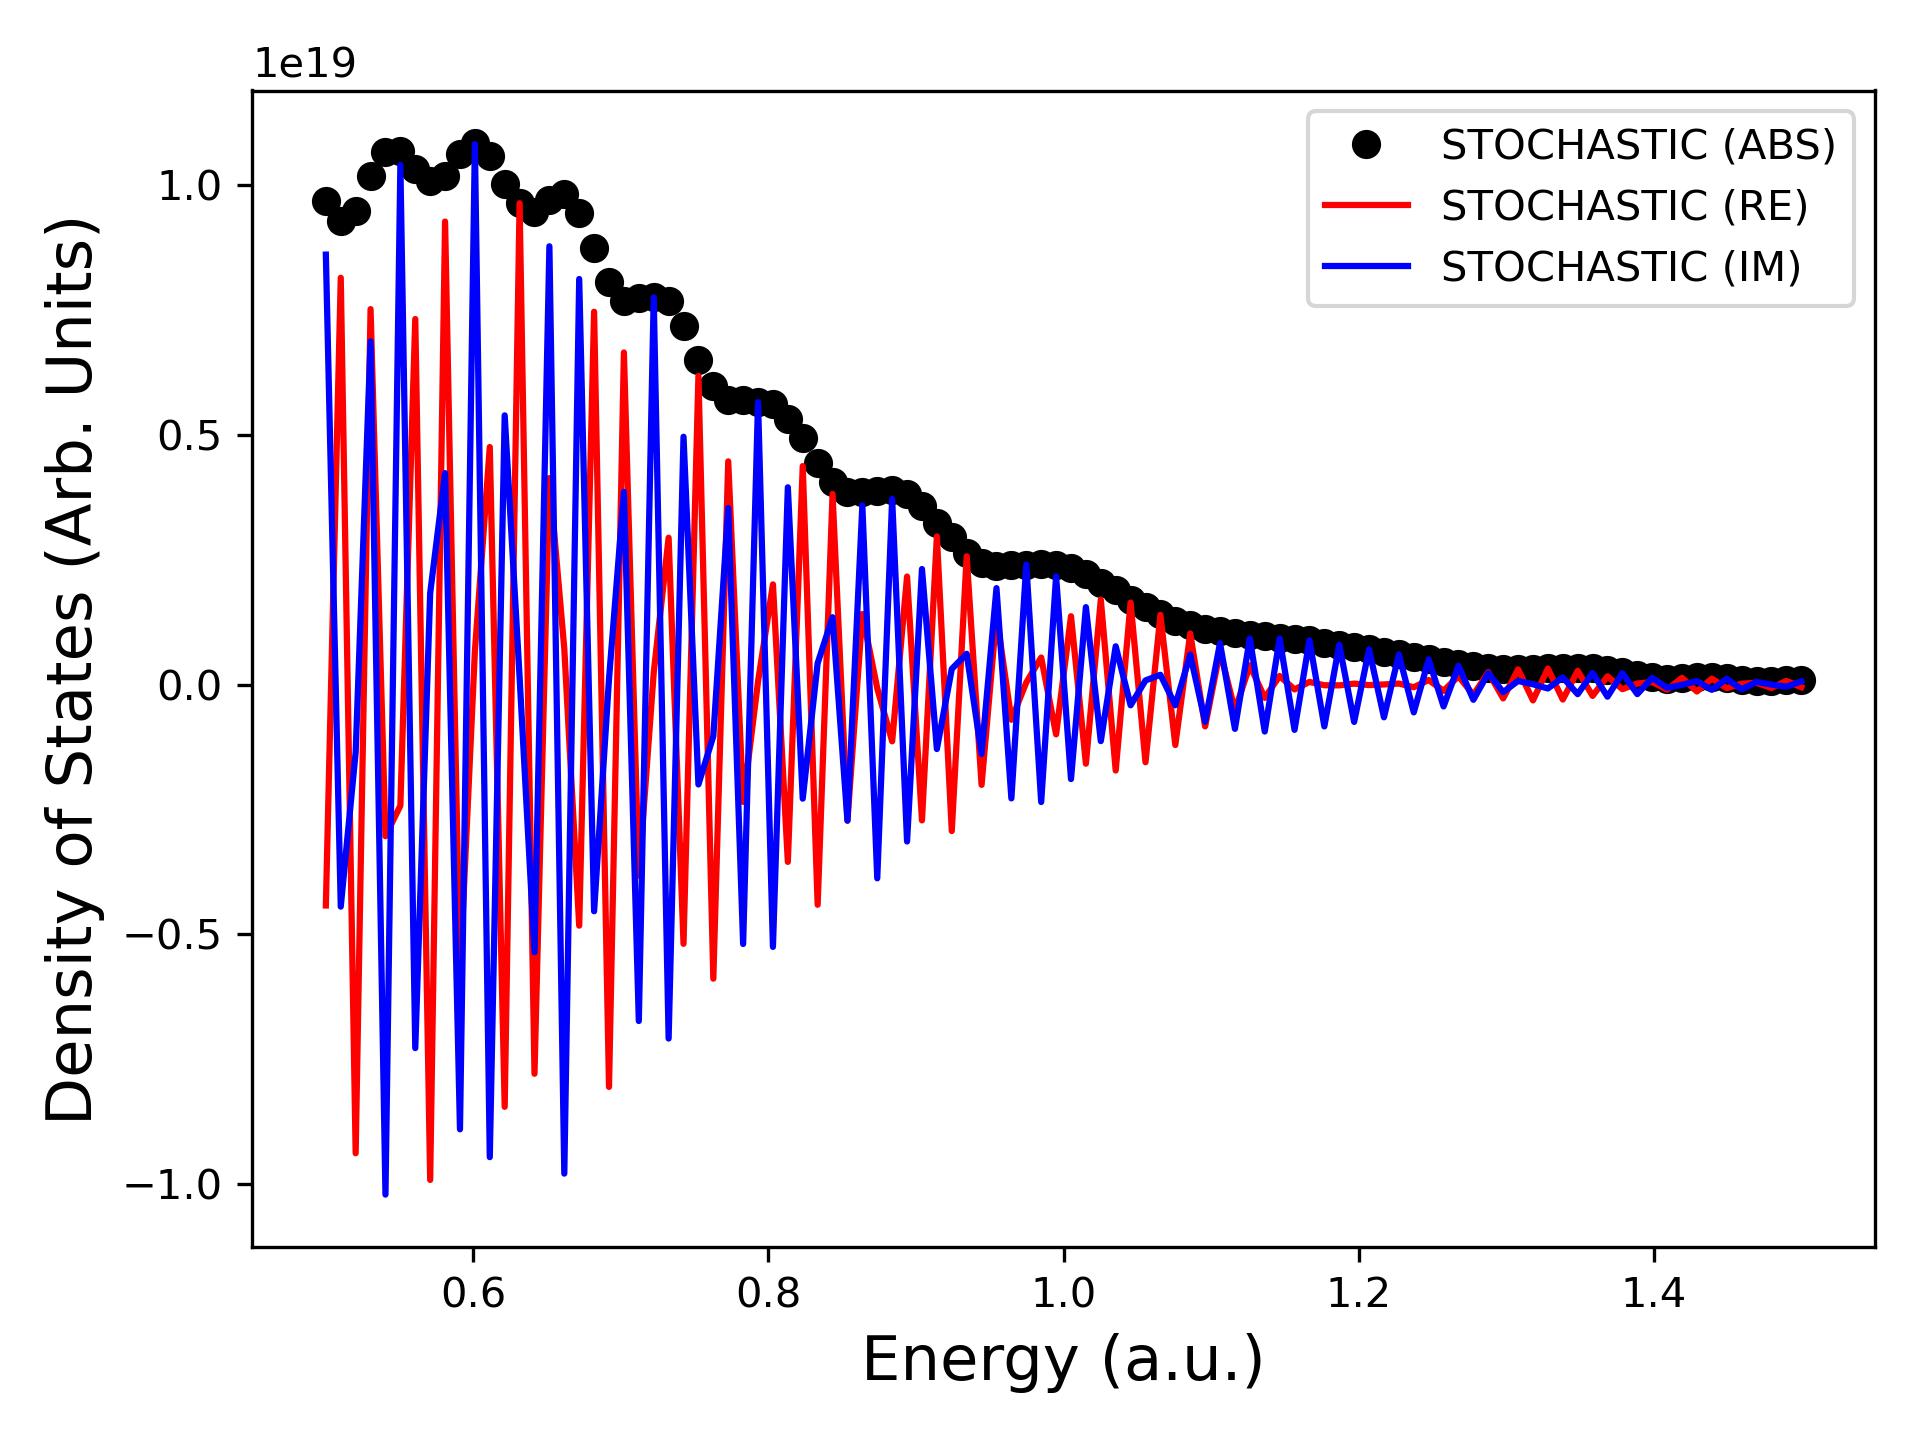 1e19
STOCHASTIC (ABS)
STOCHASTIC (RE)
STOCHASTIC (IM)
Density of States (Arb. Units)
1.0
0.5
0.0
−0.5
−1.0
0.6 0.8 1.0 1.2 1.4
Energy (a.u.)